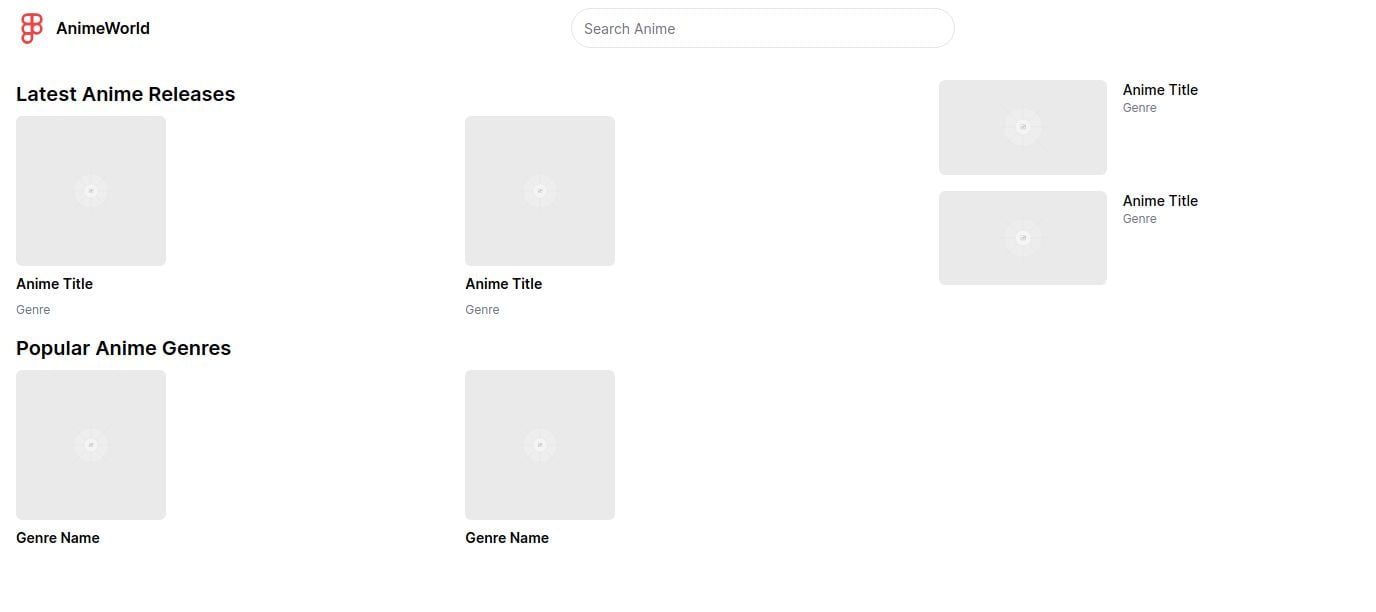 AnimeWorld
Search Anime
Latest Anime Releases
Anime Title
Genre
Anime Title
Genre
Popular Anime Genres
Genre Name
Genre Name
Anime Title
Genre
Anime Title
Genre